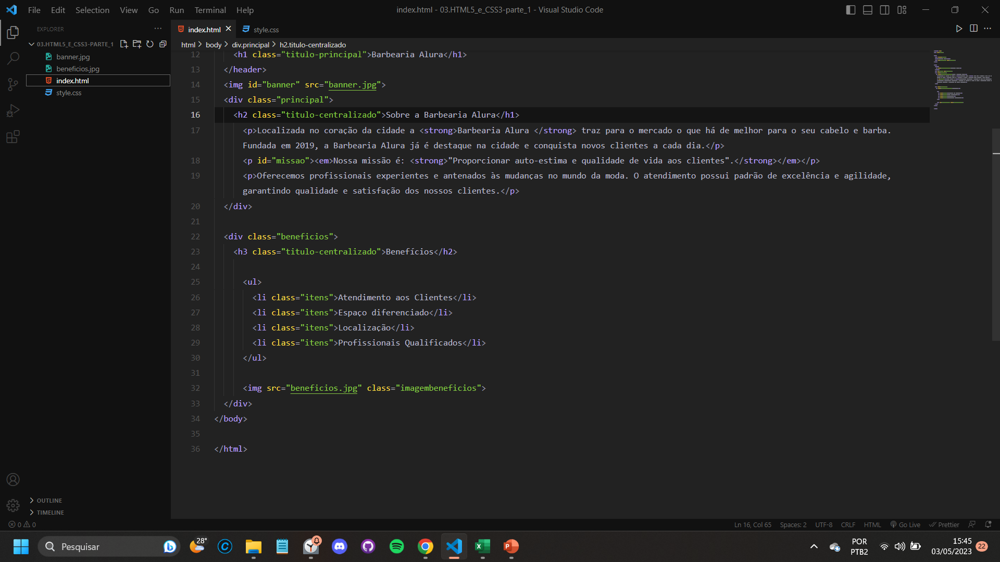 File Edit Selection View Go Run Terminal Help
index.html - 03.HTML5_e_CSS3-parte_1 - Visual Studio Code
EXPLORER
03.HTML5_E_CSS3-PARTE_1
banner.jpg
beneficios.jpg
index.html
style.css
OUTLINE
TIMELINE
index.html style.css
html body div.principal h2.titulo-centralizado
12 <h1 class="titulo-principal">Barbearia Alura</h1>
13 </header>
14 <img id="banner" src="banner.jpg">
15 <div class="principal">
16 <h2 class="titulo-centralizado">Sobre a Barbearia Alura</h1>
17 <p>Localizada no coração da cidade a <strong>Barbearia Alura </strong> traz para o mercado o que há de melhor para o seu cabelo e barba.
Fundada em 2019, a Barbearia Alura já é destaque na cidade e conquista novos clientes a cada dia.</p>
18 <p id="missao"><em>Nossa missão é: <strong>"Proporcionar auto-estima e qualidade de vida aos clientes".</strong></em></p>
19 <p>Oferecemos profissionais experientes e antenados às mudanças no mundo da moda. O atendimento possui padrão de excelência e agilidade,
garantindo qualidade e satisfação dos nossos clientes.</p>
20 </div>
21
22 <div class="beneficios">
23 <h3 class="titulo-centralizado">Benefícios</h2>
24
25 <ul>
26 <li class="itens">Atendimento aos Clientes</li>
27 <li class="itens">Espaço diferenciado</li>
28 <li class="itens">Localização</li>
29 <li class="itens">Profissionais Qualificados</li>
30 </ul>
31
32 <img src="beneficios.jpg" class="imagembeneficios">
33 </div>
34 </body>
35
36 </html>
0 0 Ln 16, Col 65 Spaces: 2 UTF-8 CRLF HTML Go Live Prettier
Pesquisar 28° POR 15:45
PTB2 03/05/2023 22